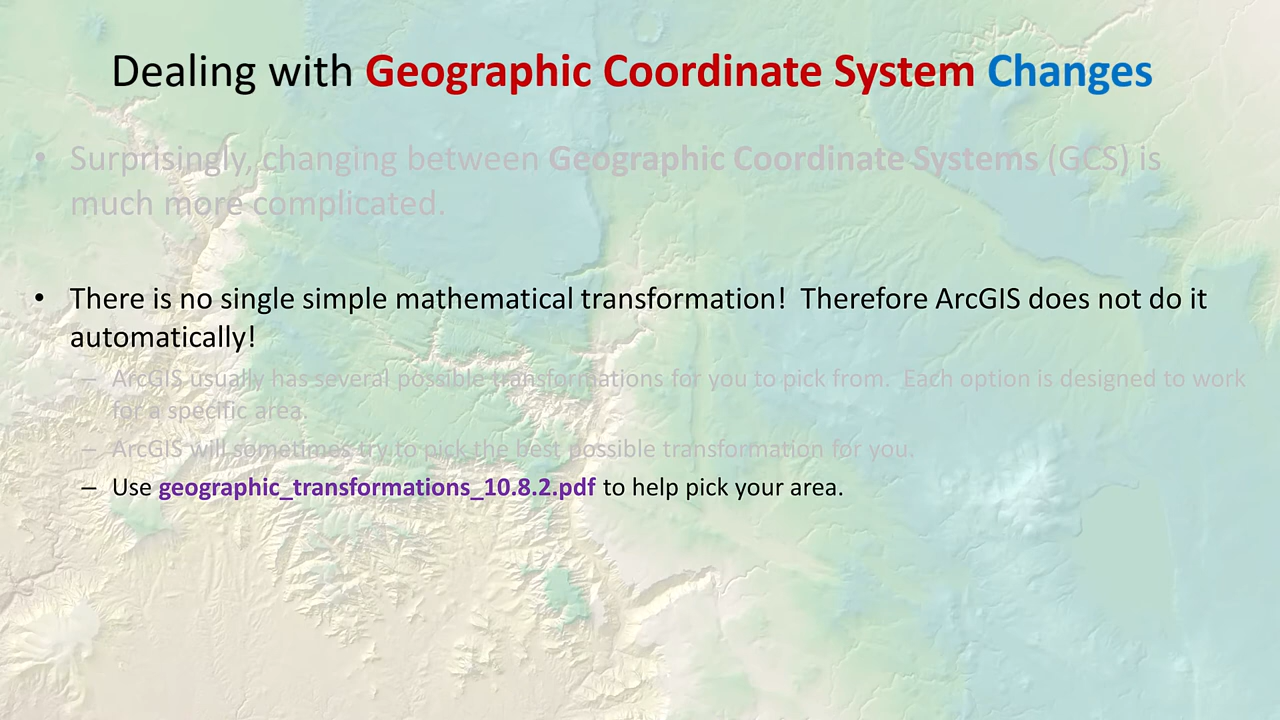 Dealing with Geographic Coordinate System Changes
• Surprisingly, changing between Geographic Coordinate Systems (GCS) is
much more complicated.
• There is no single simple mathematical transformation!  Therefore ArcGIS does not do it
automatically!
– ArcGIS usually has several possible transformations for you to pick from.  Each option is designed to work
for a specific area.
– ArcGIS will sometimes try to pick the best possible transformation for you.
– Use geographic_transformations_10.8.2.pdf to help pick your area.